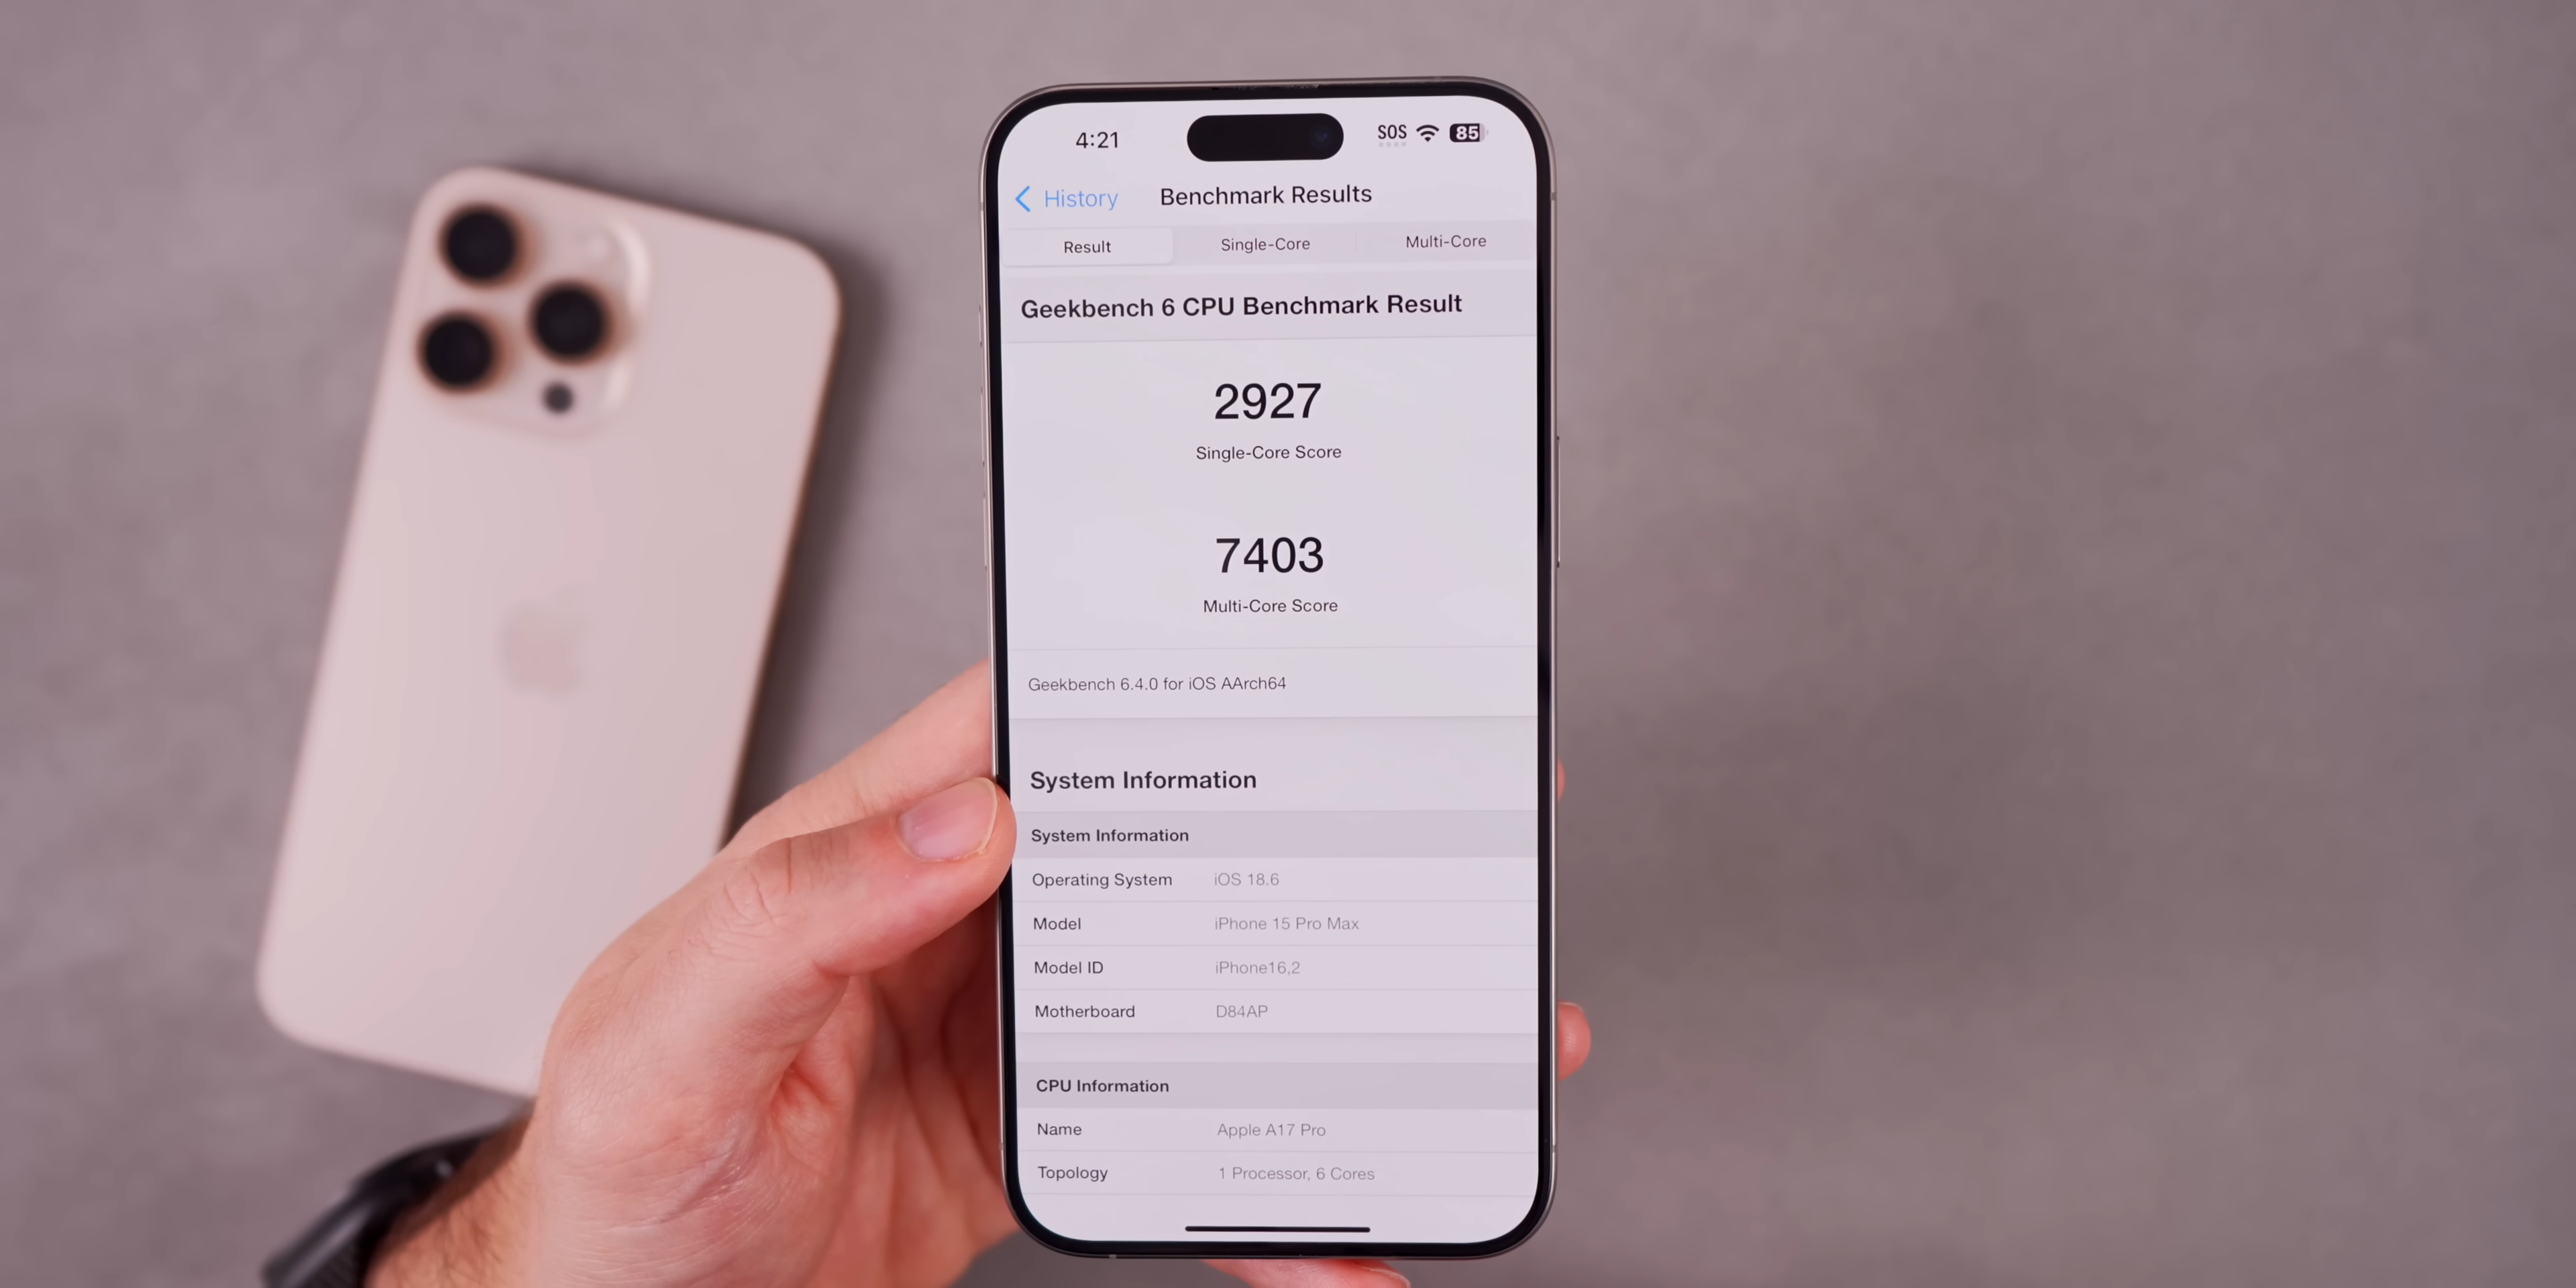 4:21 SOS 85
History Benchmark Results
Result Single-Core Multi-Core
Geekbench 6 CPU Benchmark Result
2927
Single-Core Score
7403
Multi-Core Score
Geekbench 6.4.0 for iOS AArch64
System Information
System Information
Operating System iOS 18.6
Model iPhone 15 Pro Max
Model ID iPhone16,2
Motherboard D84AP
CPU Information
Name Apple A17 Pro
Topology 1 Processor, 6 Cores